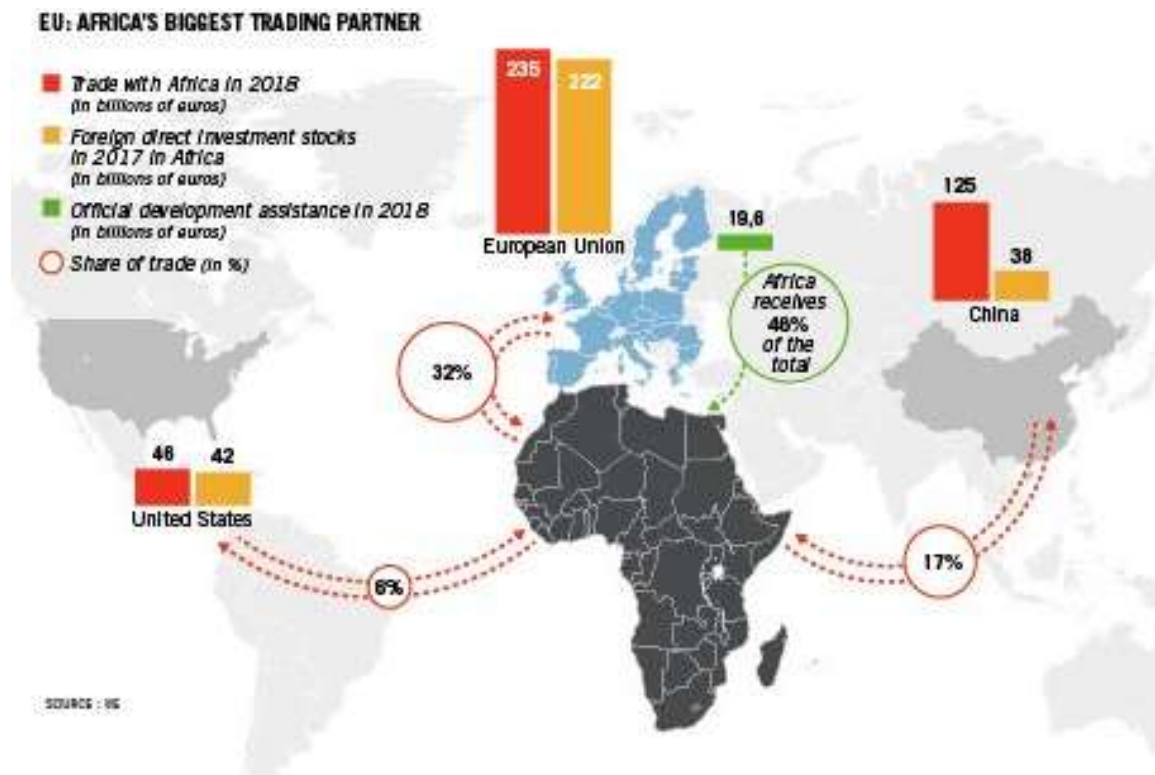 EU: AFRICA'S BIGGEST TRADING PARTNER
Trade with Africa in 2018
(in billions of euros)
Foreign direct investment stocks
in 2017 in Africa
(in billions of euros)
Official development assistance in 2018
(in billions of euros)
Share of trade (in %)
235
222
European Union
19,6
Africa
receives
46%
of the
total
125
38
China
32%
46
42
United States
6%
17%
SOURCE : UE